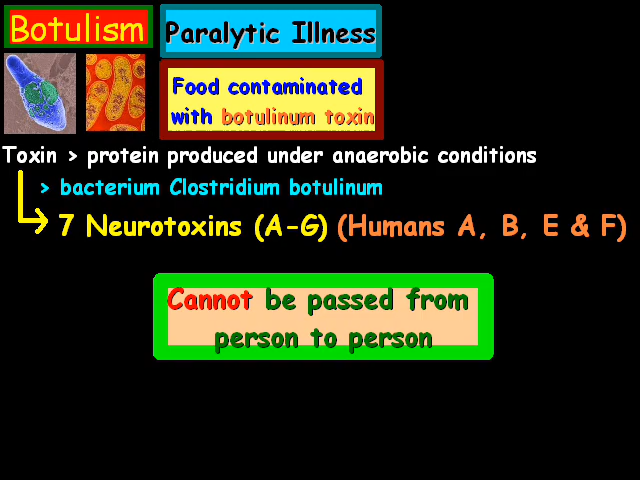 Botulism
Paralytic Illness
Food contaminated
with botulinum toxin
Toxin > protein produced under anaerobic conditions
> bacterium Clostridium botulinum
7 Neurotoxins (A-G) (Humans A, B, E & F)
Cannot be passed from
person to person